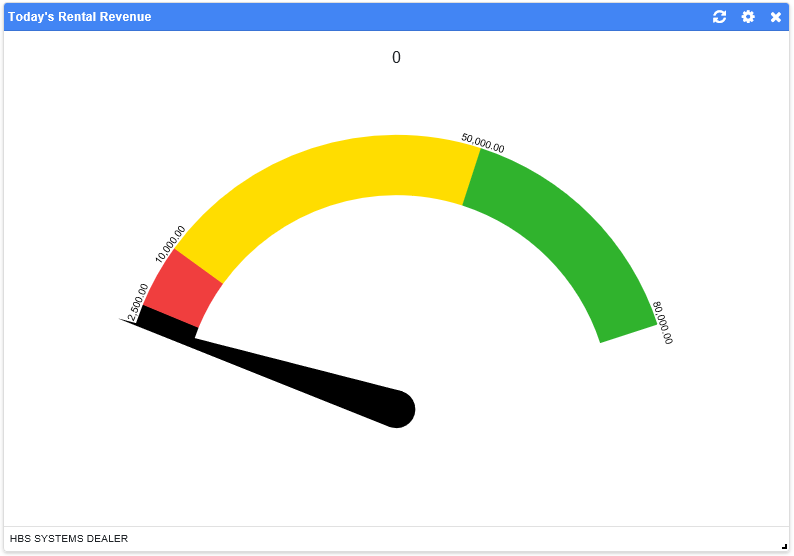 Today's Rental Revenue
0
50,000.00
10,000.00
2,500.00
80,000.00
HBS SYSTEMS DEALER